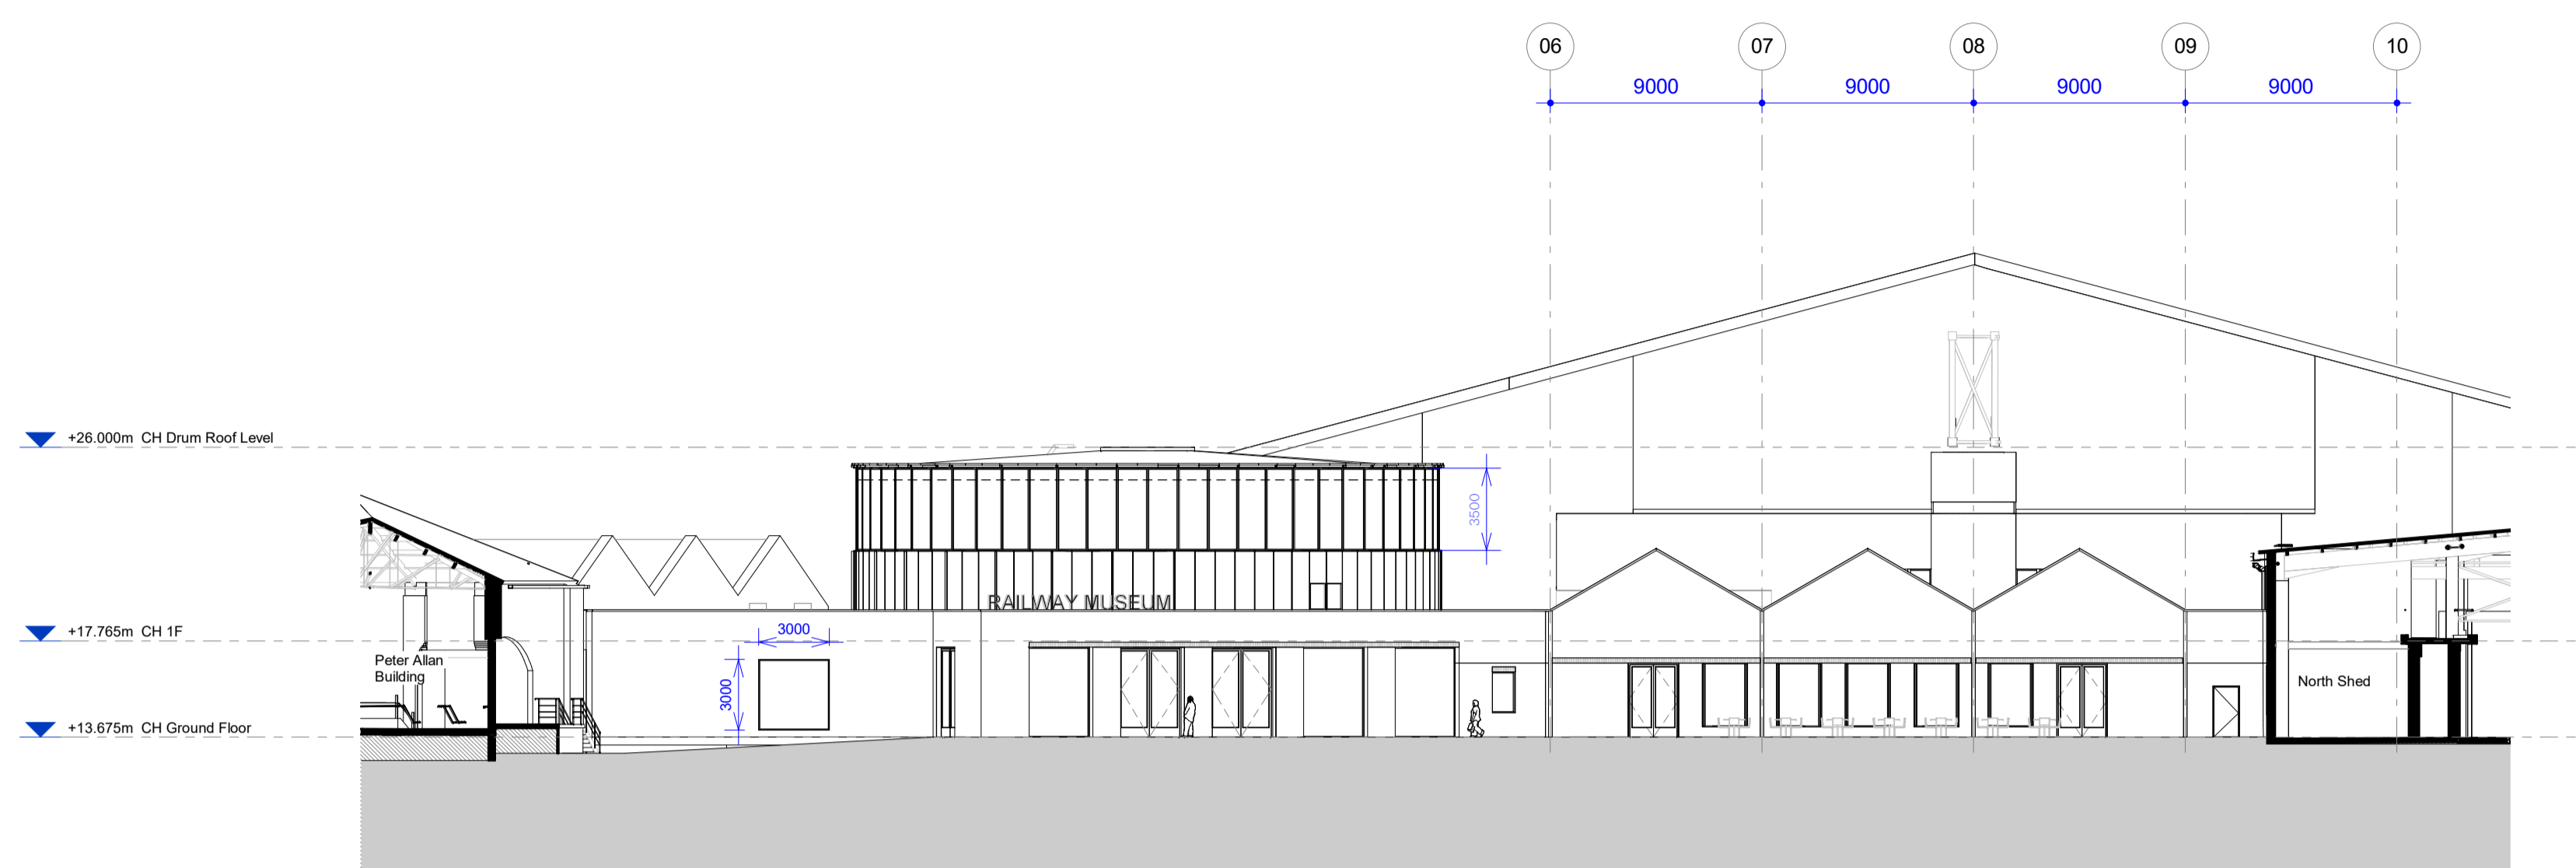 06
07
08
09
10
9000
9000
9000
9000
+26.000m CH Drum Roof Level
3500
RAILWAY MUSEUM
+17.765m CH 1F
3000
Peter Allan
Building
3000
North Shed
+13.675m CH Ground Floor